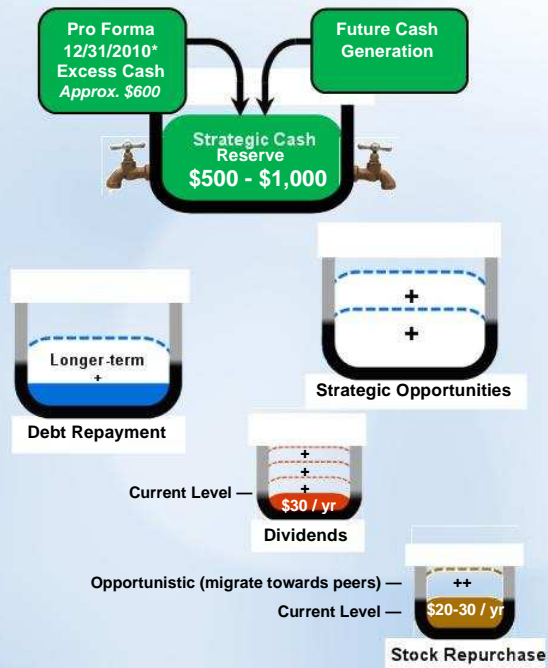 Pro Forma
12/31/2010*
Excess Cash
Approx. $600
Future Cash
Generation
Strategic Cash
Reserve
$500 - $1,000
Longer-term
+
Debt Repayment
+
+
Strategic Opportunities
+
+
+
Current Level —
$30 / yr
Dividends
Opportunistic (migrate towards peers) —
++
Current Level —
$20-30 / yr
Stock Repurchase